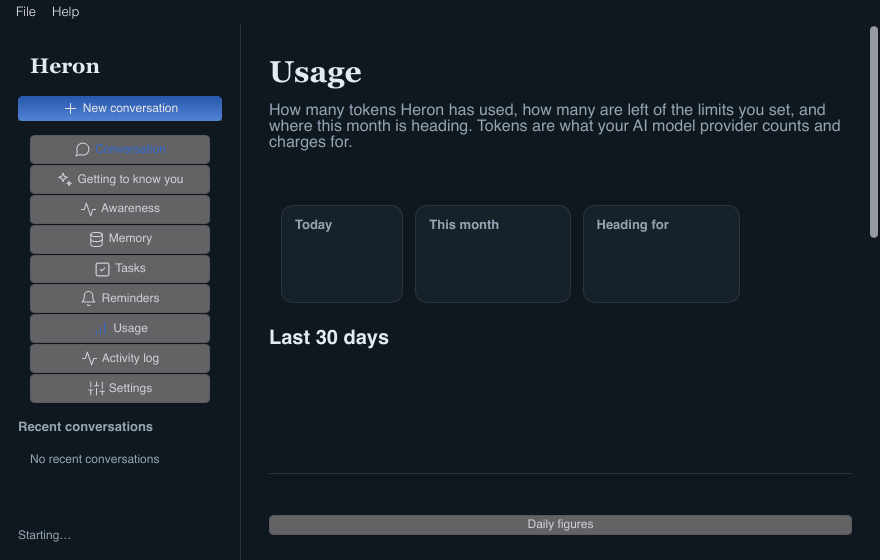 File Help
Heron
New conversation
Conversation
Getting to know you
Awareness
Memory
Tasks
Reminders
Usage
Activity log
Settings
Recent conversations
No recent conversations
Starting…
Usage
How many tokens Heron has used, how many are left of the limits you set, and
where this month is heading. Tokens are what your AI model provider counts and
charges for.
Today
This month
Heading for
Last 30 days
Daily figures